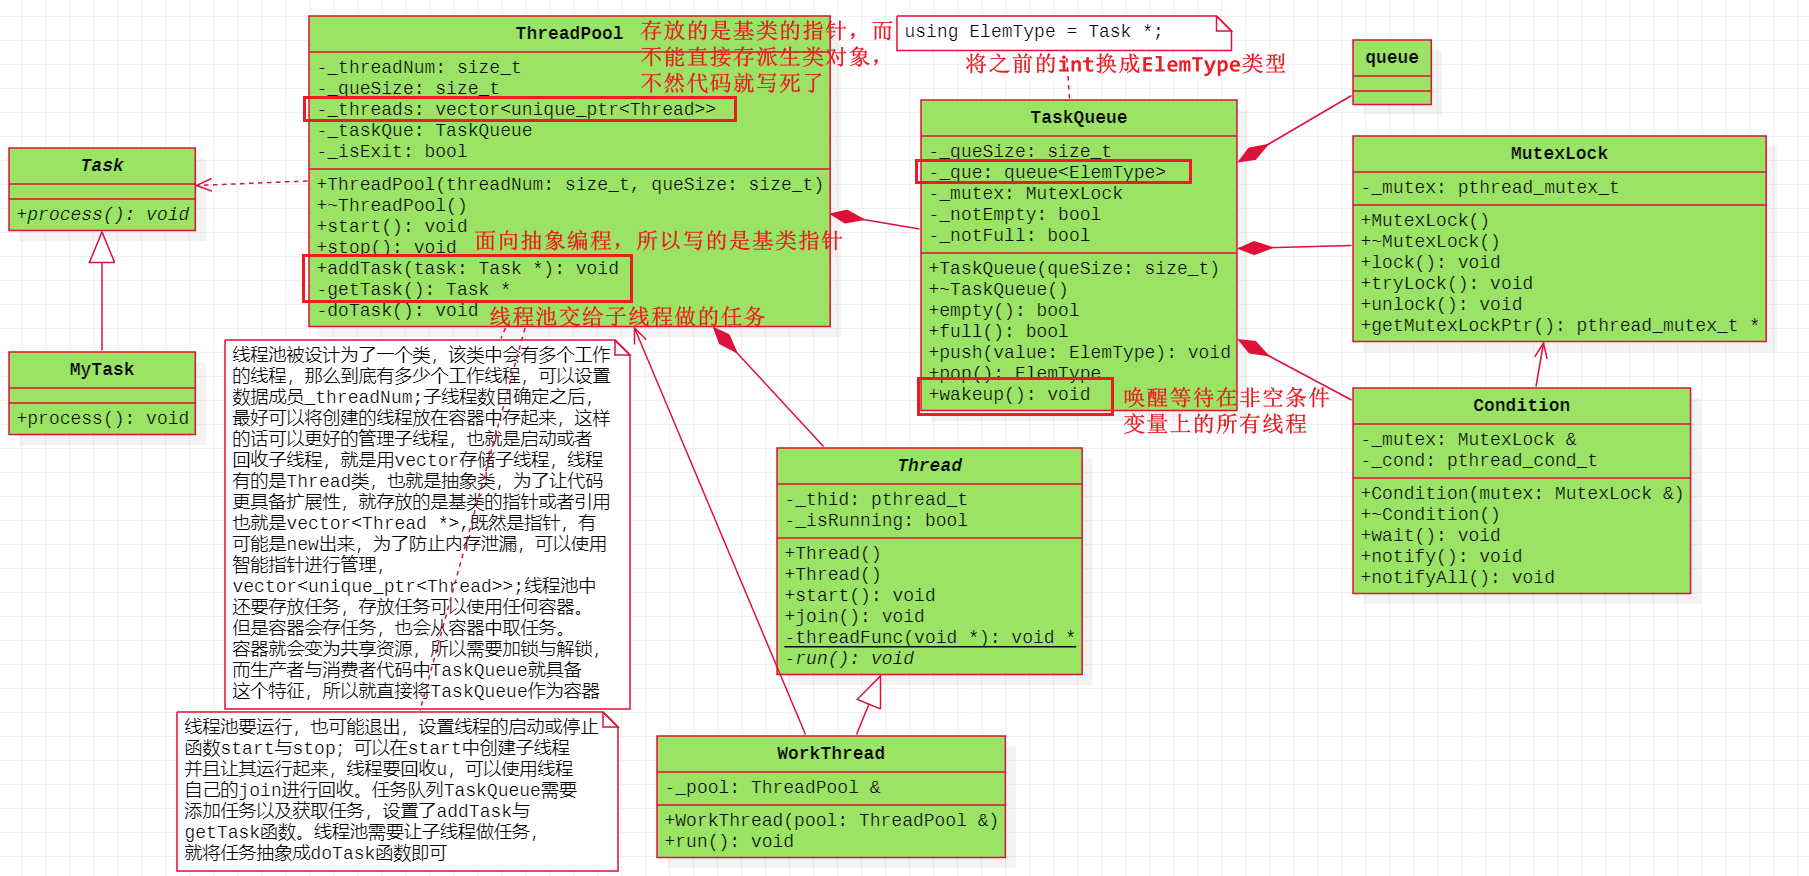 ThreadPool
-_threadNum: size_t
-_queSize: size_t
-_threads: vector<unique_ptr<Thread>>
-_taskQue: TaskQueue
-_isExit: bool
+ThreadPool(threadNum: size_t, queSize: size_t)
+~ThreadPool()
+start(): void
+stop(): void
+addTask(task: Task *): void
-getTask(): Task *
-doTask(): void
存放的是基类的指针，而
不能直接存派生类对象，
不然代码就写死了
面向抽象编程，所以写的是基类指针
线程池交给子线程做的任务
using ElemType = Task *;
将之前的int换成ElemType类型
Task
+process(): void
MyTask
+process(): void
TaskQueue
-_queSize: size_t
-_que: queue<ElemType>
-_mutex: MutexLock
-_notEmpty: bool
-_notFull: bool
+TaskQueue(queSize: size_t)
+~TaskQueue()
+empty(): bool
+full(): bool
+push(value: ElemType): void
+pop(): ElemType
+wakeup(): void
唤醒等待在非空条件
变量上的所有线程
queue
MutexLock
-_mutex: pthread_mutex_t
+MutexLock()
+~MutexLock()
+lock(): void
+tryLock(): void
+unlock(): void
+getMutexLockPtr(): pthread_mutex_t *
Condition
-_mutex: MutexLock &
-_cond: pthread_cond_t
+Condition(mutex: MutexLock &)
+~Condition()
+wait(): void
+notify(): void
+notifyAll(): void
Thread
-_thid: pthread_t
-_isRunning: bool
+Thread()
+Thread()
+start(): void
+join(): void
-threadFunc(void *): void *
-run(): void
WorkThread
-_pool: ThreadPool &
+WorkThread(pool: ThreadPool &)
+run(): void
线程池被设计为了一个类，该类中会有多个工作
的线程，那么到底有多少个工作线程，可以设置
数据成员_threadNum;子线程数目确定之后，
最好可以将创建的线程放在容器中存起来，这样
的话可以更好的管理子线程，也就是启动或者
回收子线程，就是用vector存储子线程，线程
有的是Thread类，也就是抽象类，为了让代码
更具备扩展性，就存放的是基类的指针或者引用
也就是vector<Thread *>,既然是指针，有
可能是new出来，为了防止内存泄漏，可以使用
智能指针进行管理，
vector<unique_ptr<Thread>>;线程池中
还要存放任务，存放任务可以使用任何容器。
但是容器会存任务，也会从容器中取任务。
容器就会变为共享资源，所以需要加锁与解锁，
而生产者与消费者代码中TaskQueue就具备
这个特征，所以就直接将TaskQueue作为容器
线程池要运行，也可能退出，设置线程的启动或停止
函数start与stop；可以在start中创建子线程
并且让其运行起来，线程要回收u，可以使用线程
自己的join进行回收。任务队列TaskQueue需要
添加任务以及获取任务，设置了addTask与
getTask函数。线程池需要让子线程做任务，
就将任务抽象成doTask函数即可